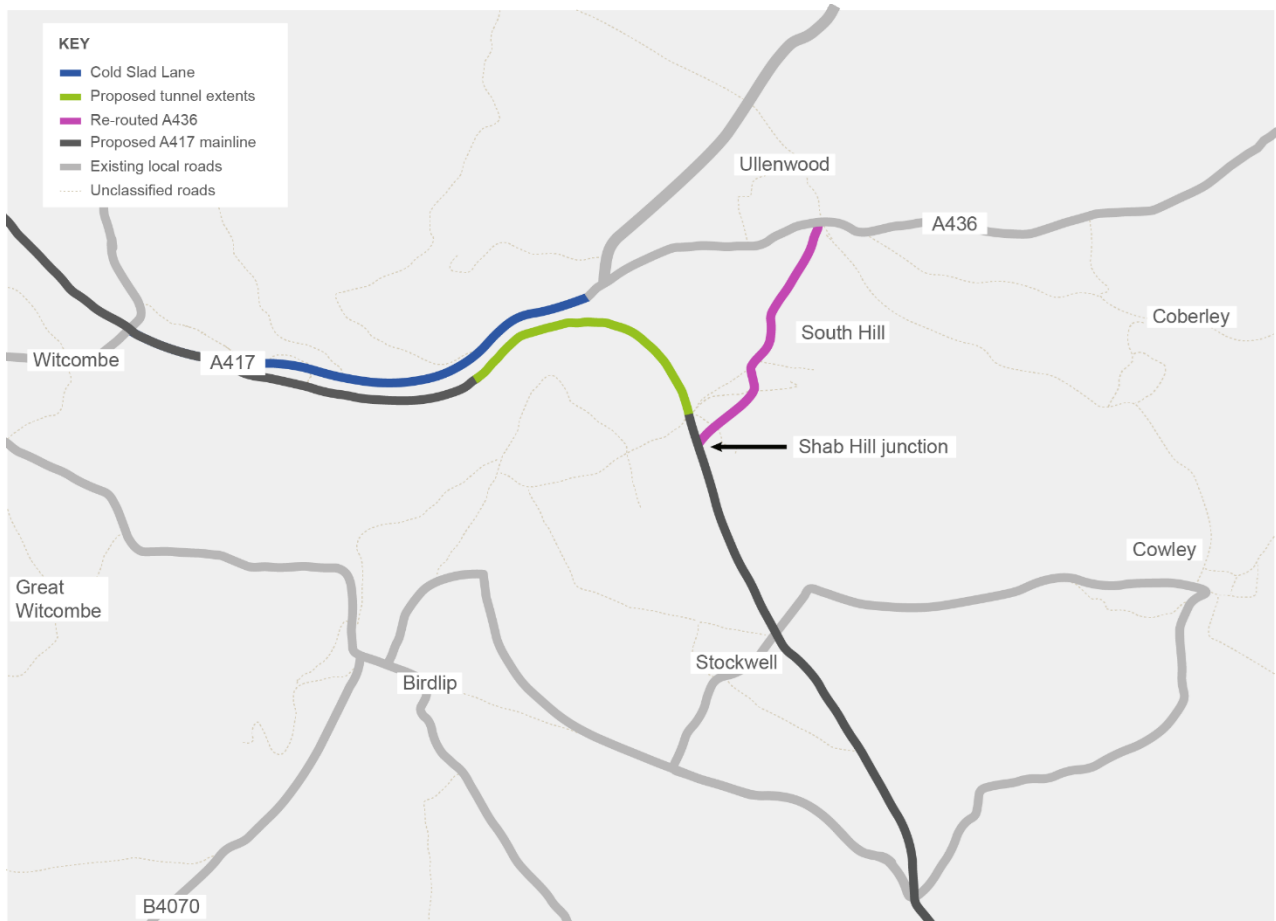 KEY
Cold Slad Lane
Proposed tunnel extents
Re-routed A436
Proposed A417 mainline
Existing local roads
Unclassified roads
Ullenwood
A436
Coberley
South Hill
Witcombe
A417
Shab Hill junction
Cowley
Great
Witcombe
Stockwell
Birdlip
B4070